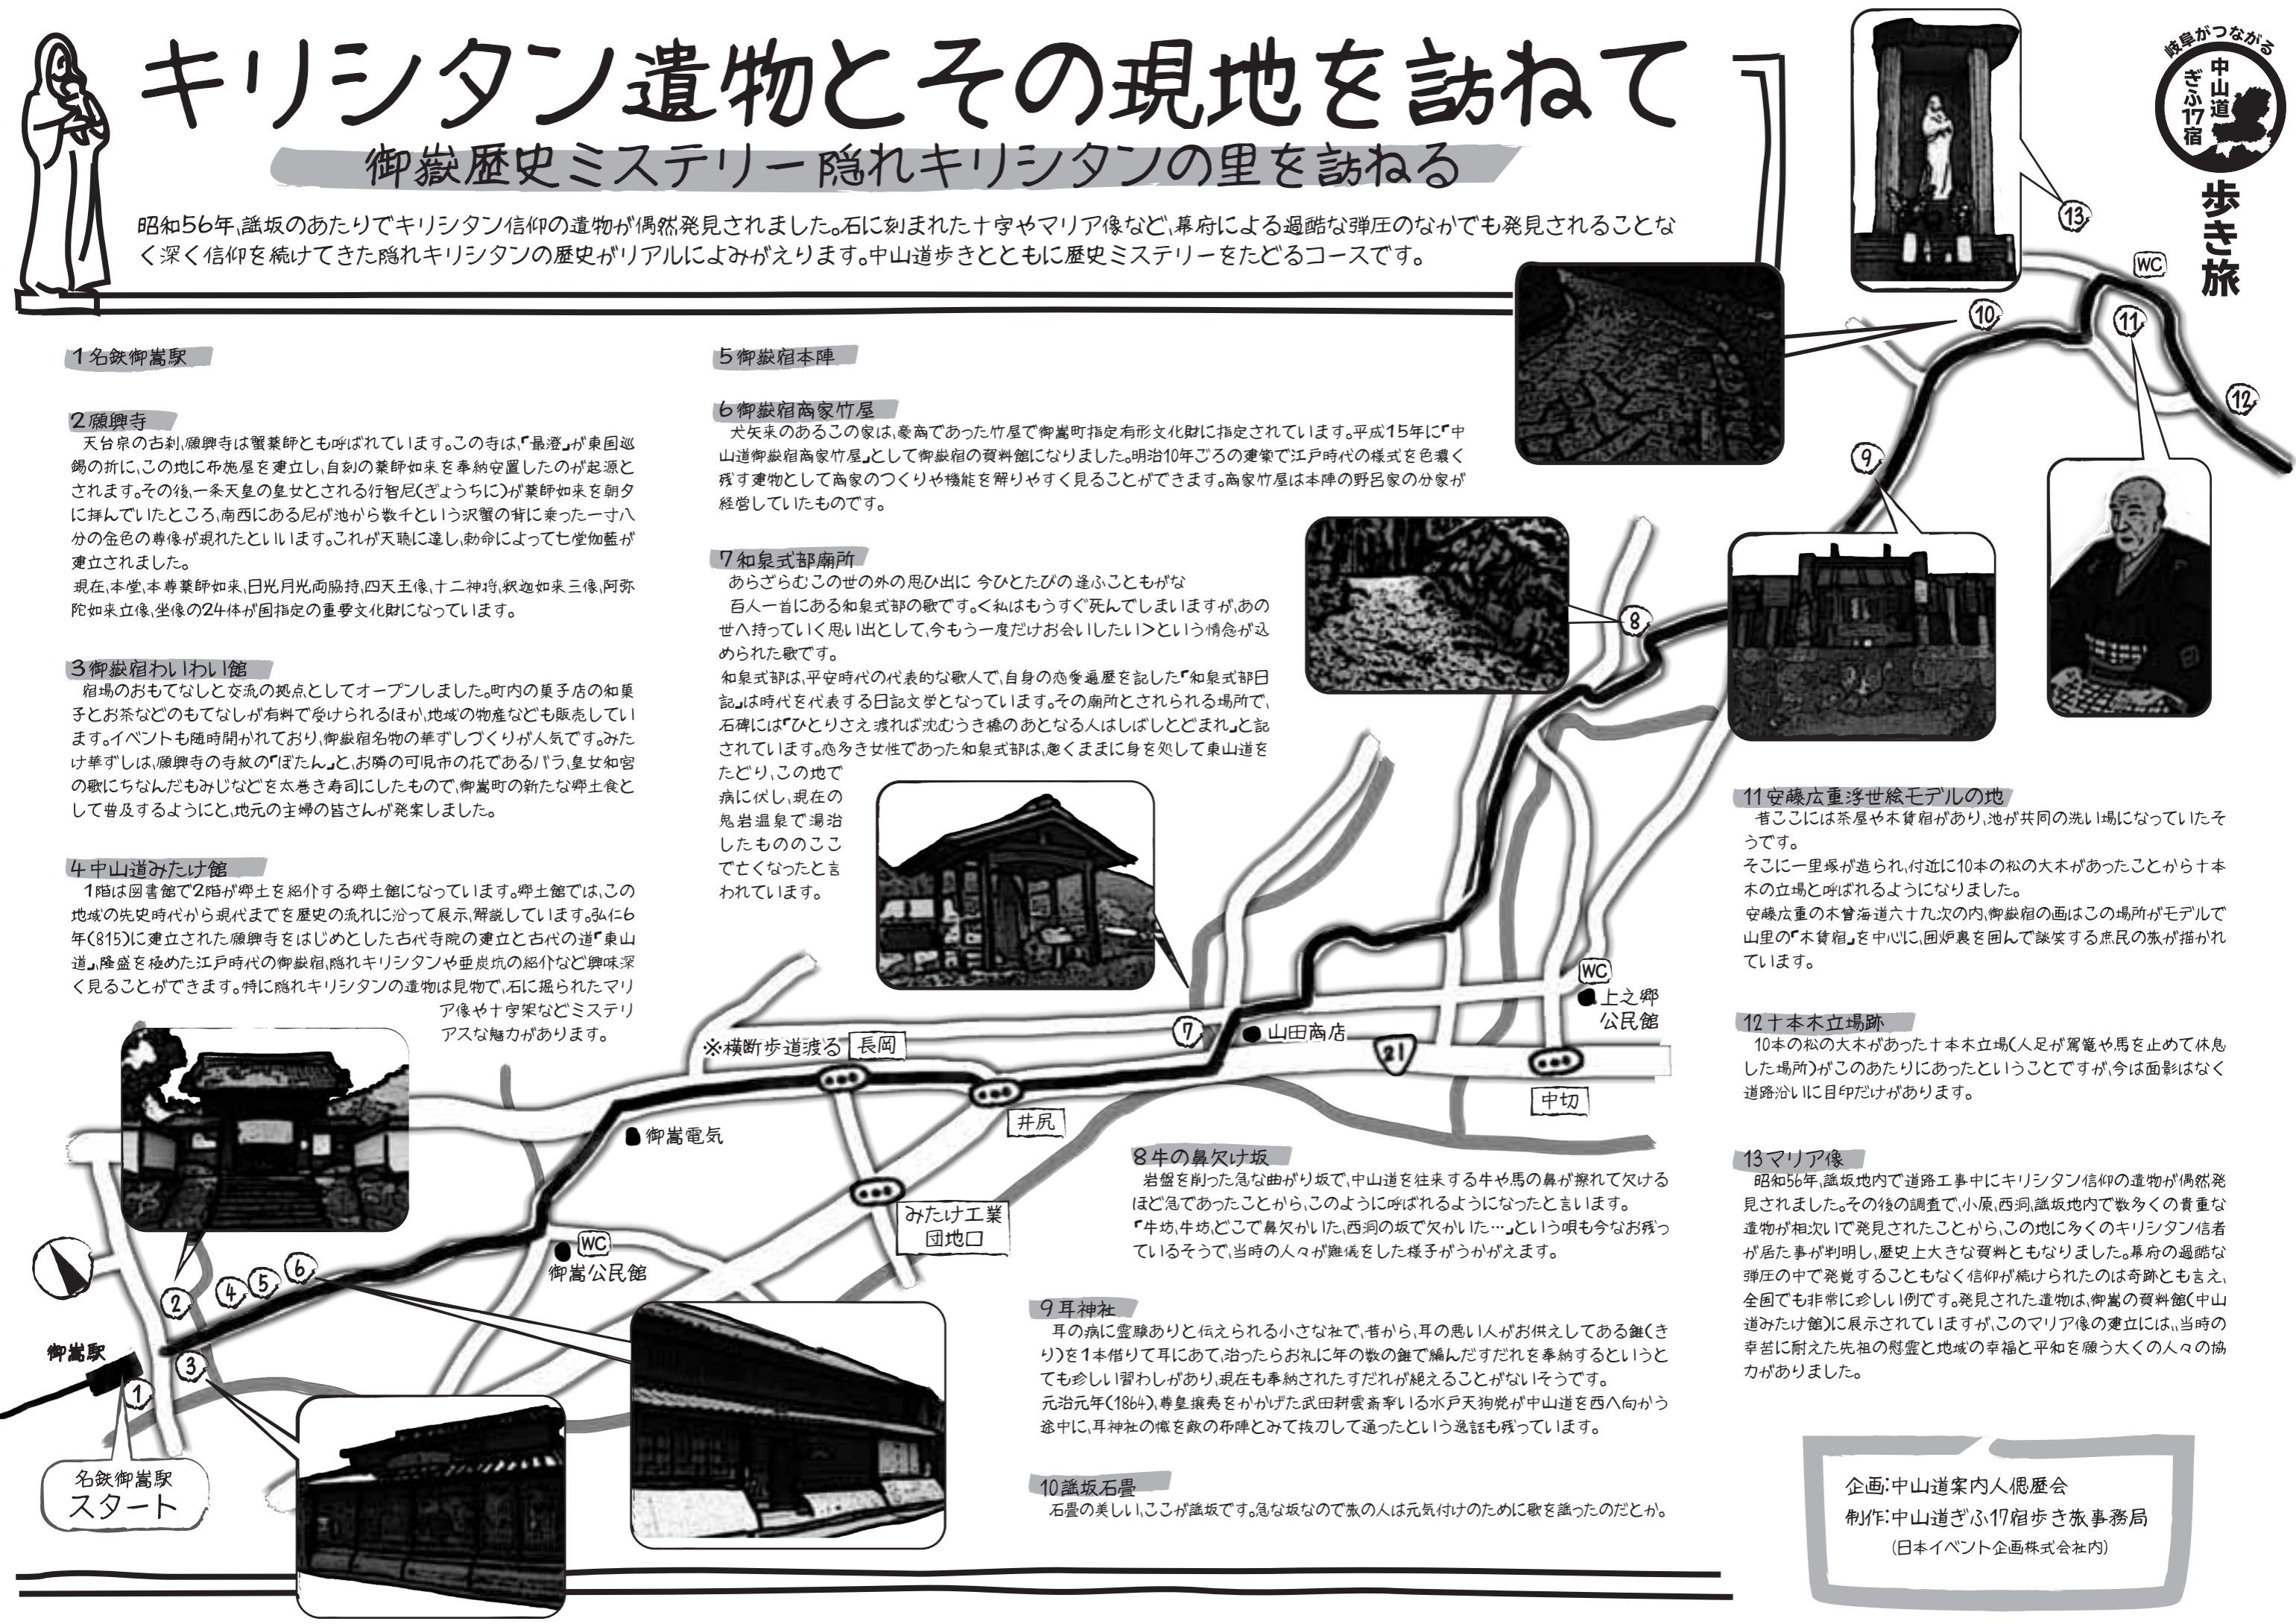 キリシタン遺物とその現地を訪ねて
御嶽歴史ミステリー隠れキリシタンの里を訪ねる
昭和56年、謡坂のあたりでキリシタン信仰の遺物が偶然発見されました。石に刻まれた十字やマリア像など、幕府による過酷な弾圧のなかでも発見されることな
く深く信仰を続けてきた隠れキリシタンの歴史がリアルによみがえります。中山道歩きとともに歴史ミステリーをたどるコースです。
岐阜がつながる
中山道
ぎふ17宿
歩き旅
1名鉄御嵩駅
2願興寺
天台宗の古刹、願興寺は蟹薬師とも呼ばれています。この寺は、「最澄」が東国巡
錫の折に、この地に布施屋を建立し、自刻の薬師如来を奉納安置したのが起源と
されます。その後、一条天皇の皇女とされる行智尼(ぎょうちに)が薬師如来を朝夕
に拝んでいたところ、南西にある尼が池から数千という沢蟹の背に乗った一寸八
分の金色の尊像が現れたといいます。これが天聴に達し、勅命によって七堂伽藍が
建立されました。
現在、本堂、本尊薬師如来、日光月光両脇持、四天王像、十二神将、釈迦如来三像、阿弥
陀如来立像、坐像の24体が国指定の重要文化財になっています。
3御嶽宿わいわい館
宿場のおもてなしと交流の拠点としてオープンしました。町内の菓子店の和菓
子とお茶などのもてなしが有料で受けられるほか、地域の物産なども販売してい
ます。イベントも随時開かれており、御嶽宿名物の華ずしづくりが人気です。みた
け華ずしは、願興寺の寺紋の「ぼたん」と、お隣の可児市の花であるバラ、皇女和宮
の歌にちなんだもみじなどを太巻き寿司にしたもので、御嵩町の新たな郷土食と
して普及するようにと、地元の主婦の皆さんが発案しました。
4中山道みたけ館
1階は図書館で2階が郷土を紹介する郷土館になっています。郷土館では、この
地域の先史時代から現代までを歴史の流れに沿って展示、解説しています。弘仁6
年(815)に建立された願興寺をはじめとした古代寺院の建立と古代の道「東山
道」、隆盛を極めた江戸時代の御嶽宿、隠れキリシタンや亜炭坑の紹介など興味深
く見ることができます。特に隠れキリシタンの遺物は見物で、石に掘られたマリ
ア像や十字架などミステリ
アスな魅力があります。
5御嶽宿本陣
6御嶽宿商家竹屋
犬矢来のあるこの家は、豪商であった竹屋で御嵩町指定有形文化財に指定されています。平成15年に「中
山道御嶽宿商家竹屋」として御嶽宿の資料館になりました。明治10年ごろの建築で江戸時代の様式を色濃く
残す建物として商家のつくりや機能を解りやすく見ることができます。商家竹屋は本陣の野呂家の分家が
経営していたものです。
7和泉式部廟所
あらざらむこの世の外の思ひ出に 今ひとたびの逢ふこともがな
百人一首にある和泉式部の歌です。<私はもうすぐ死んでしまいますが、あの
世へ持っていく思い出として、今もう一度だけお会いしたい>という情念が込
められた歌です。
和泉式部は、平安時代の代表的な歌人で、自身の恋愛遍歴を記した「和泉式部日
記」は時代を代表する日記文学となっています。その廟所とされられる場所で、
石碑には「ひとりさえ渡れば沈むうき橋のあとなる人はしばしとどまれ」と記
されています。恋多き女性であった和泉式部は、趣くままに身を処して東山道を
たどり、この地で
病に伏し、現在の
鬼岩温泉で湯治
したもののここ
で亡くなったと言
われています。
8牛の鼻欠け坂
岩盤を削った急な曲がり坂で、中山道を往来する牛や馬の鼻が擦れて欠ける
ほど急であったことから、このように呼ばれるようになったと言います。
「牛坊、牛坊、どこで鼻欠かいた、西洞の坂で欠かいた…」という唄も今なお残っ
ているそうで、当時の人々が難儀をした様子がうかがえます。
9耳神社
耳の病に霊験ありと伝えられる小さな社で、昔から、耳の悪い人がお供えしてある錐(き
り)を1本借りて耳にあて、治ったらお礼に年の数の錐で編んだすだれを奉納するというと
ても珍しい習わしがあり、現在も奉納されたすだれが絶えることがないそうです。
元治元年(1864)、尊皇攘夷をかかげた武田耕雲斎率いる水戸天狗党が中山道を西へ向かう
途中に、耳神社の幟を敵の布陣とみて抜刀して通ったという逸話も残っています。
10謡坂石畳
石畳の美しい、ここが謡坂です。急な坂なので旅の人は元気付けのために歌を謡ったのだとか。
11安藤広重浮世絵モデルの地
昔ここには茶屋や木賃宿があり、池が共同の洗い場になっていたそ
うです。
そこに一里塚が造られ、付近に10本の松の大木があったことから十本
木の立場と呼ばれるようになりました。
安藤広重の木曾海道六十九次の内、御嶽宿の画はこの場所がモデルで
山里の「木賃宿」を中心に、囲炉裏を囲んで談笑する庶民の旅が描かれ
ています。
12十本木立場跡
10本の松の大木があった十本木立場(人足が駕篭や馬を止めて休息
した場所)がこのあたりにあったということですが、今は面影はなく
道路沿いに目印だけがあります。
13マリア像
昭和56年、謡坂地内で道路工事中にキリシタン信仰の遺物が偶然発
見されました。その後の調査で、小原、西洞、謡坂地内で数多くの貴重な
遺物が相次いで発見されたことから、この地に多くのキリシタン信者
が居た事が判明し、歴史上大きな資料ともなりました。幕府の過酷な
弾圧の中で発覚することもなく信仰が続けられたのは奇跡とも言え、
全国でも非常に珍しい例です。発見された遺物は、御嵩の資料館(中山
道みたけ館)に展示されていますが、このマリア像の建立には、、当時の
辛苦に耐えた先祖の慰霊と地域の幸福と平和を願う大くの人々の協
力がありました。
13
WC
10
11
12
9
8
WC
上之郷
公民館
7
山田商店
21
中切
※横断歩道渡る
長岡
井尻
御嵩電気
みたけ工業
団地口
WC
御嵩公民館
6
5
4
2
3
御嵩駅
1
名鉄御嵩駅
スタート
企画:中山道案内人偲歴会
制作:中山道ぎふ17宿歩き旅事務局
(日本イベント企画株式会社内)